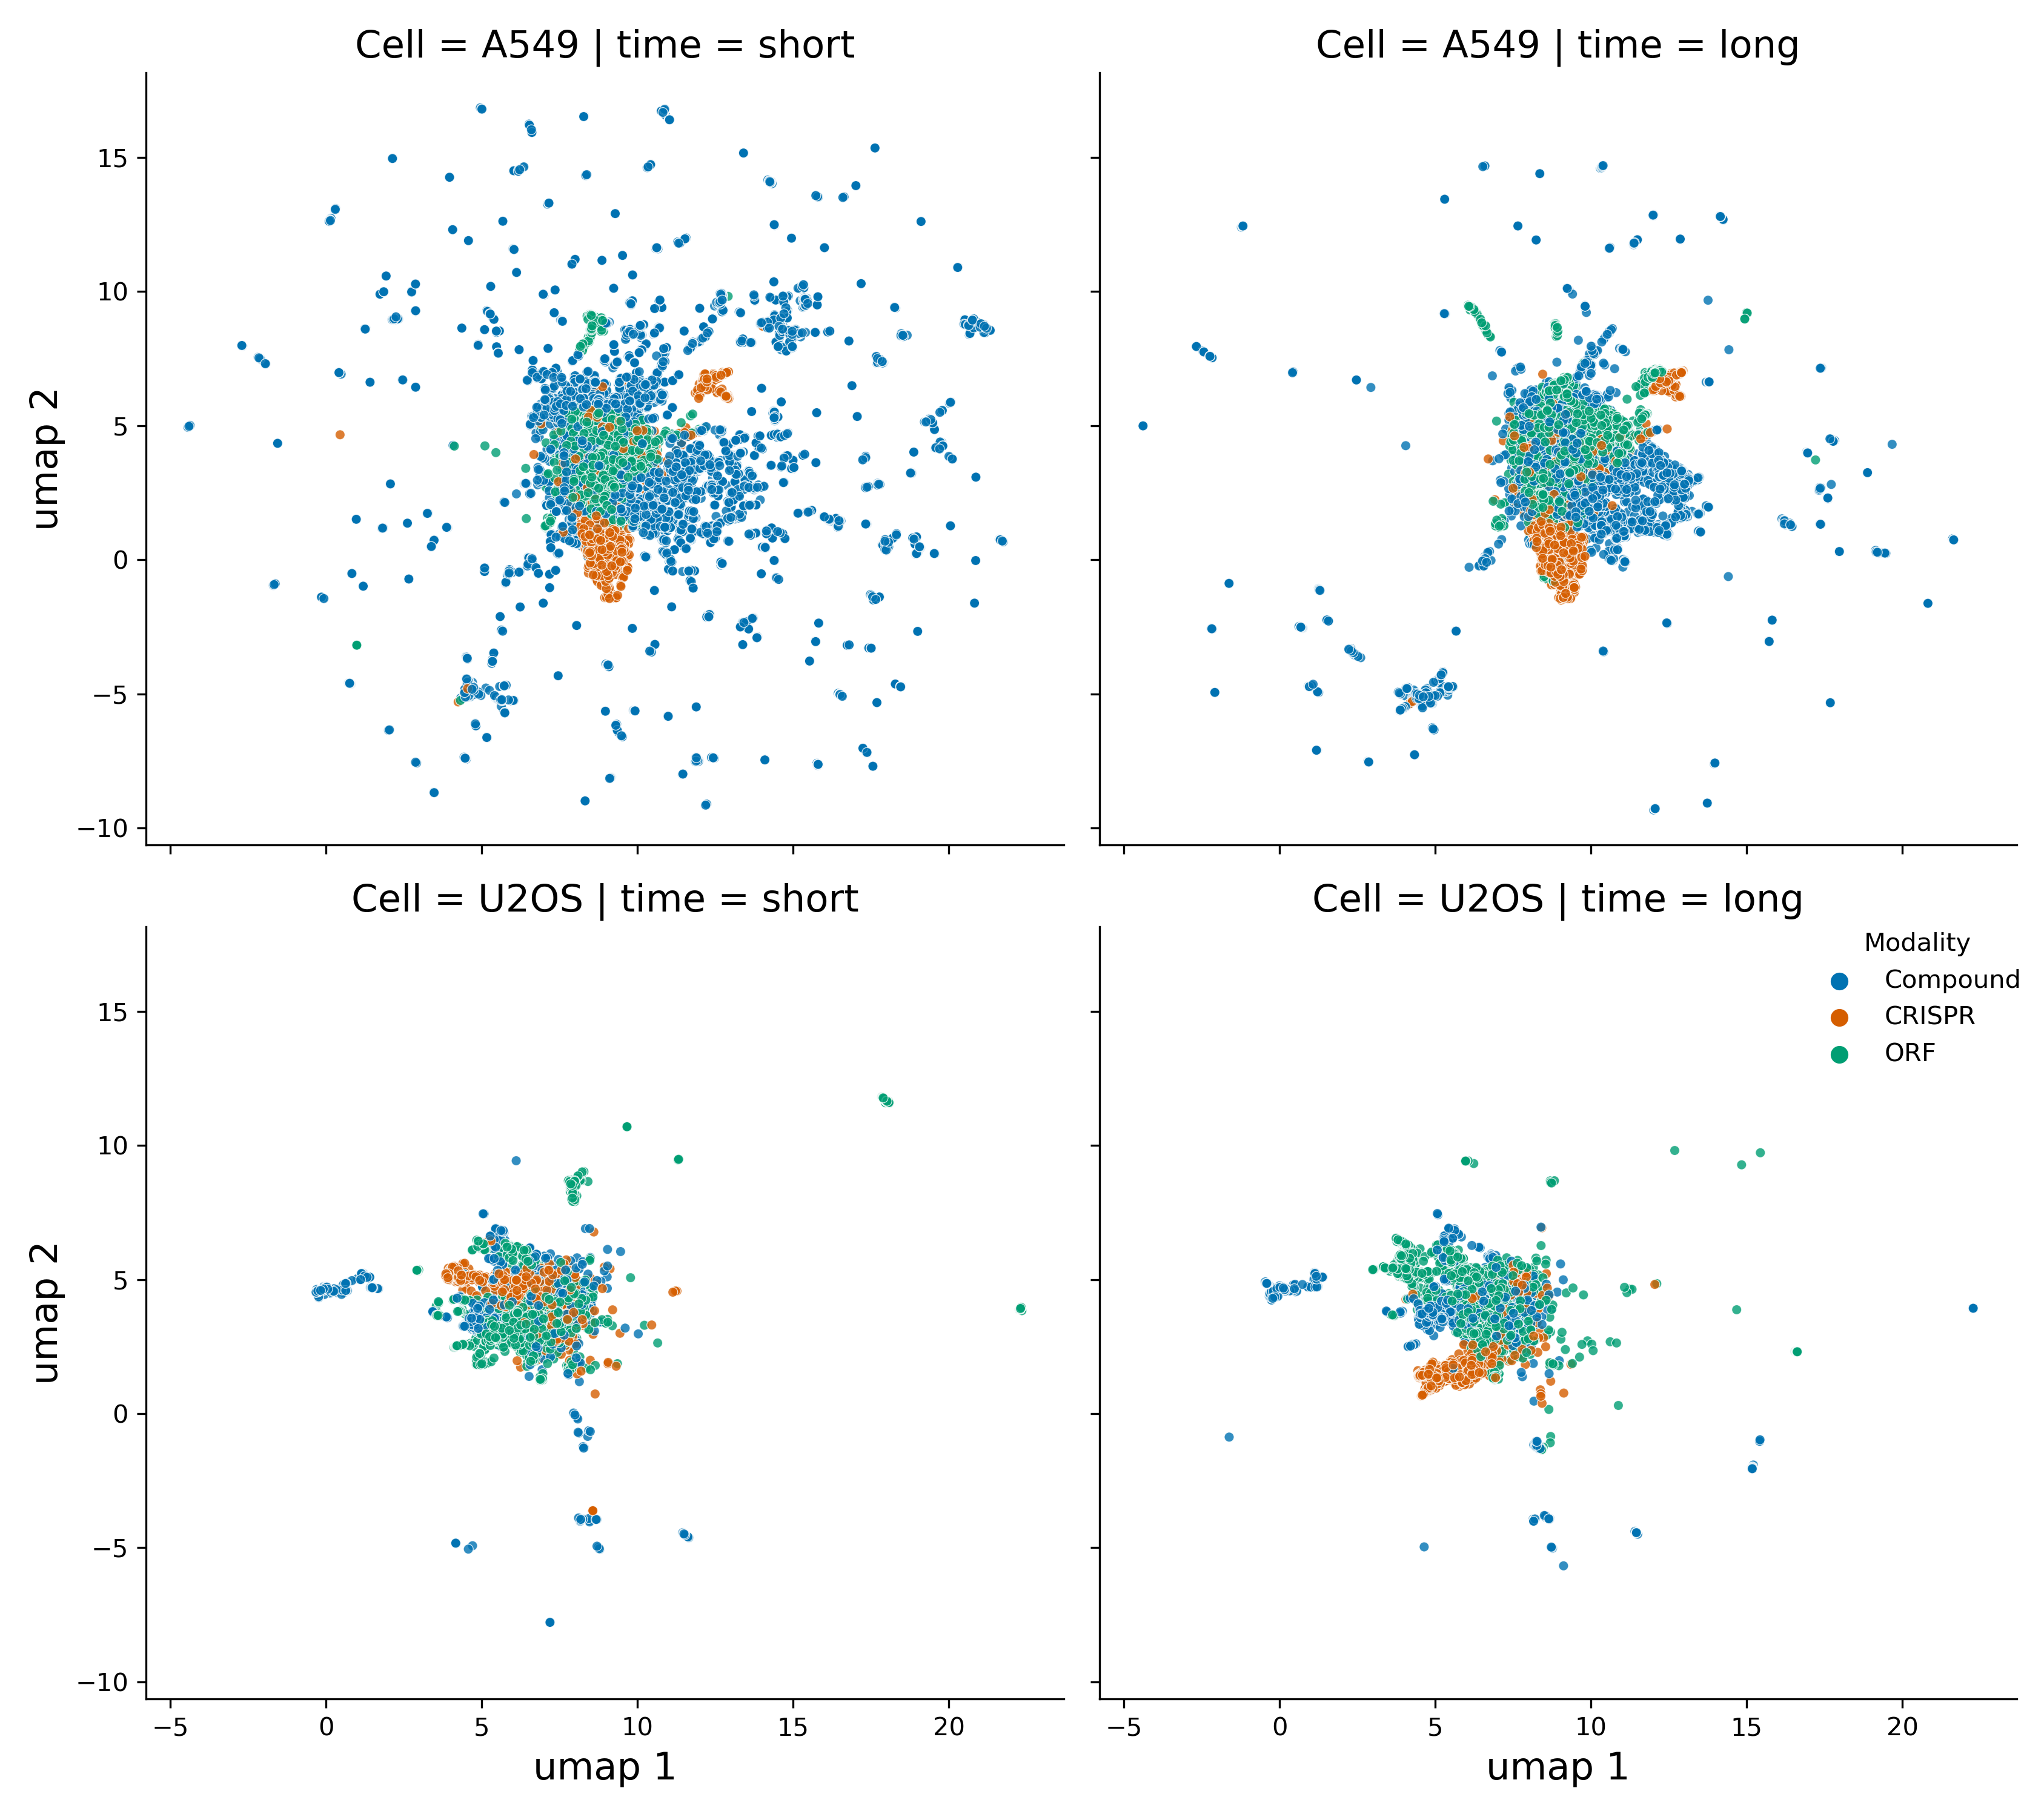 Cell = A549 | time = short
Cell = A549 | time = long
umap 2
15
10
5
0
−5
−10
Cell = U2OS | time = short
Cell = U2OS | time = long
Modality
Compound
CRISPR
ORF
umap 2
15
10
5
0
−5
−10
−5 0 5 10 15 20
−5 0 5 10 15 20
umap 1
umap 1